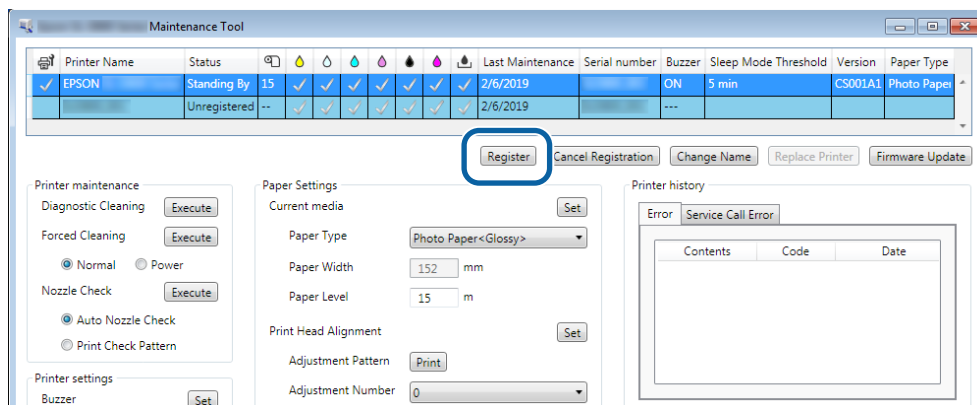 Maintenance Tool
Printer Name Status Last Maintenance Serial number Buzzer Sleep Mode Threshold Version Paper Type
EPSON Standing By 15 2/6/2019 ON 5 min CS001A1 Photo Paper
Unregistered -- 2/6/2019 ---
Register Cancel Registration Change Name Replace Printer Firmware Update
Printer maintenance
Diagnostic Cleaning Execute
Forced Cleaning Execute
Normal Power
Nozzle Check Execute
Auto Nozzle Check
Print Check Pattern
Printer settings
Buzzer Set
Paper Settings
Current media Set
Paper Type Photo Paper<Glossy>
Paper Width 152 mm
Paper Level 15 m
Print Head Alignment Set
Adjustment Pattern Print
Adjustment Number 0
Printer history
Error Service Call Error
Contents Code Date